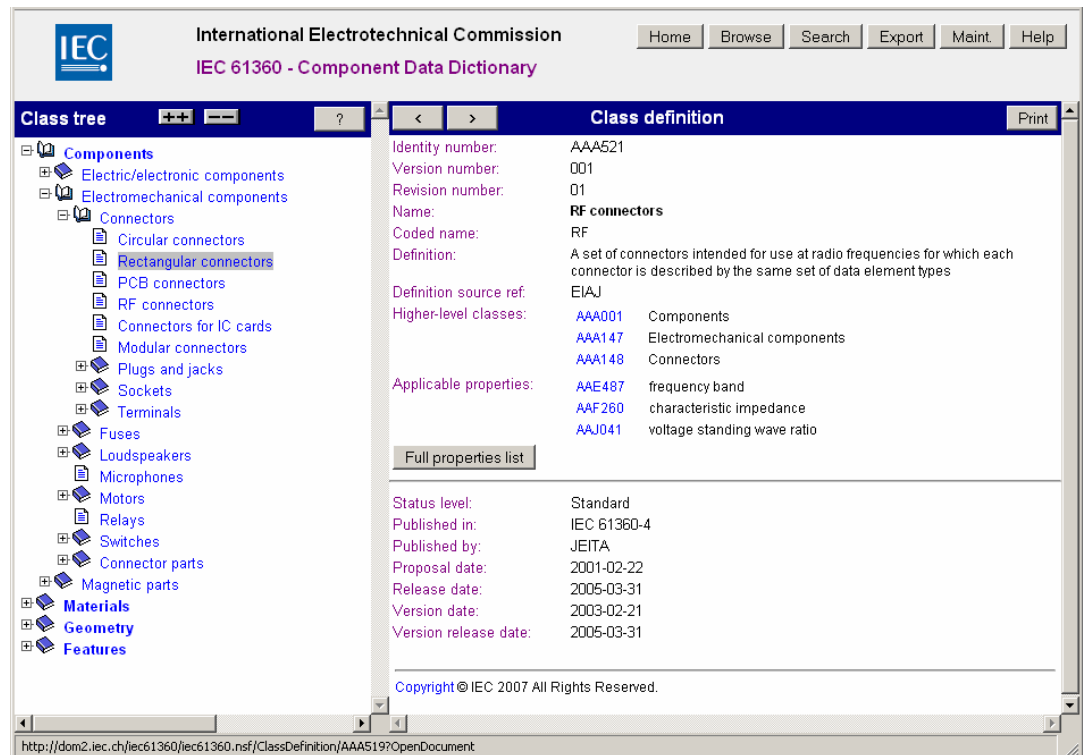 IEC
International Electrotechnical Commission
IEC 61360 - Component Data Dictionary
Home Browse Search Export Maint. Help
Class tree ++ -- ?
Components
Electric/electronic components
Electromechanical components
Connectors
Circular connectors
Rectangular connectors
PCB connectors
RF connectors
Connectors for IC cards
Modular connectors
Plugs and jacks
Sockets
Terminals
Fuses
Loudspeakers
Microphones
Motors
Relays
Switches
Connector parts
Magnetic parts
Materials
Geometry
Features
< > Class definition Print
Identity number: AAA521
Version number: 001
Revision number: 01
Name: RF connectors
Coded name: RF
Definition: A set of connectors intended for use at radio frequencies for which each
connector is described by the same set of data element types
Definition source ref: EIAJ
Higher-level classes: AAA001 Components
AAA147 Electromechanical components
AAA148 Connectors
Applicable properties: AAE487 frequency band
AAF260 characteristic impedance
AAJ041 voltage standing wave ratio
Full properties list
Status level: Standard
Published in: IEC 61360-4
Published by: JEITA
Proposal date: 2001-02-22
Release date: 2005-03-31
Version date: 2003-02-21
Version release date: 2005-03-31
Copyright © IEC 2007 All Rights Reserved.
http://dom2.iec.ch/iec61360/iec61360.nsf/ClassDefinition/AAA519?OpenDocument